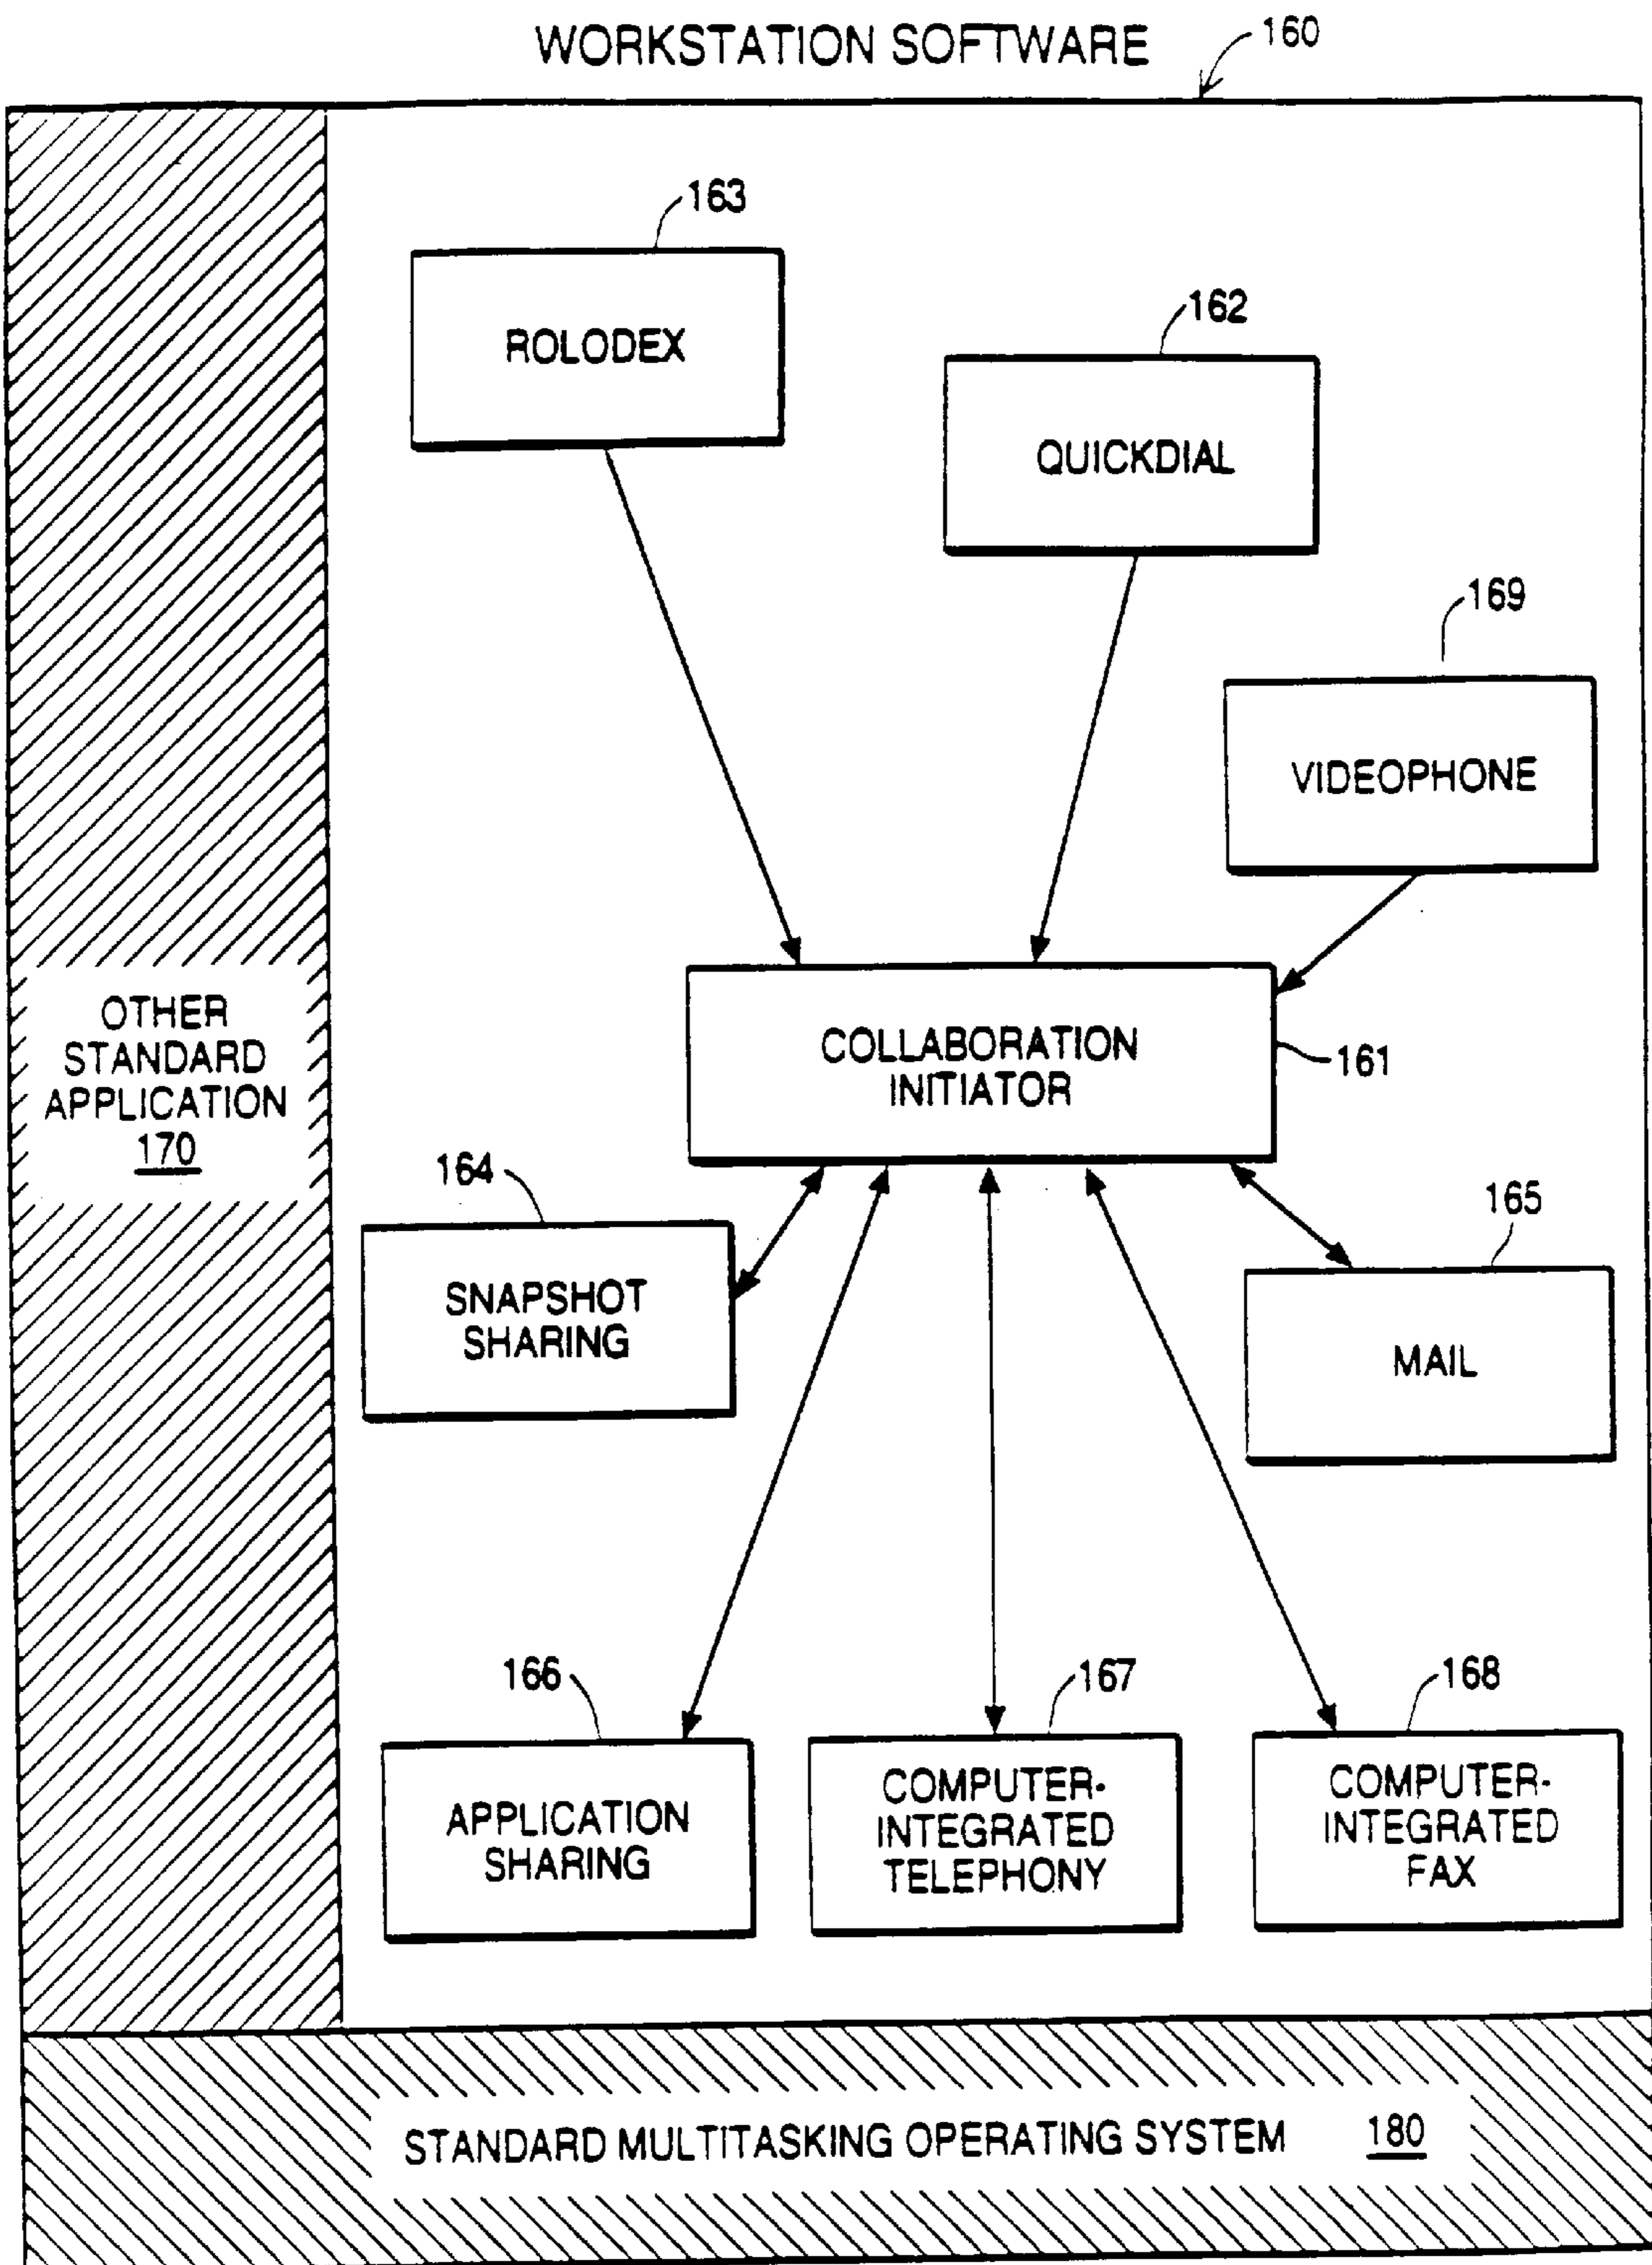 WORKSTATION SOFTWARE
160
163
ROLODEX
162
QUICKDIAL
169
VIDEOPHONE
COLLABORATION
INITIATOR
161
OTHER
STANDARD
APPLICATION
170
164
SNAPSHOT
SHARING
165
MAIL
166
APPLICATION
SHARING
167
COMPUTER-
INTEGRATED
TELEPHONY
168
COMPUTER-
INTEGRATED
FAX
STANDARD MULTITASKING OPERATING SYSTEM 180